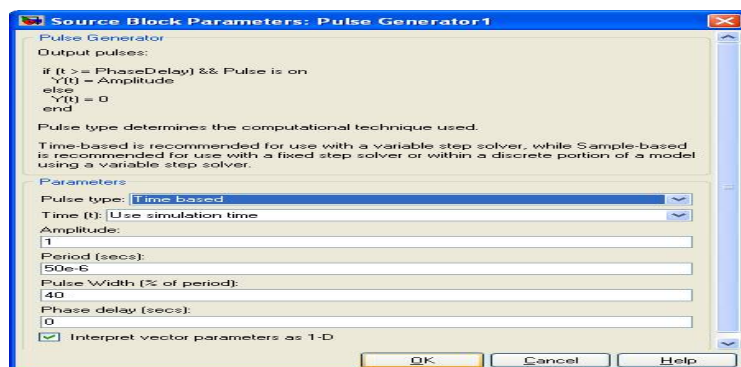 Source Block Parameters: Pulse Generator1
Pulse Generator
Output pulses:
if (t >= PhaseDelay) && Pulse is on
Y(t) = Amplitude
else
Y(t) = 0
end
Pulse type determines the computational technique used.
Time-based is recommended for use with a variable step solver, while Sample-based
is recommended for use with a fixed step solver or within a discrete portion of a model
using a variable step solver.
Parameters
Pulse type: Time based
Time (t): Use simulation time
Amplitude:
1
Period (secs):
50e-6
Pulse Width (% of period):
40
Phase delay (secs):
0
Interpret vector parameters as 1-D
OK Cancel Help